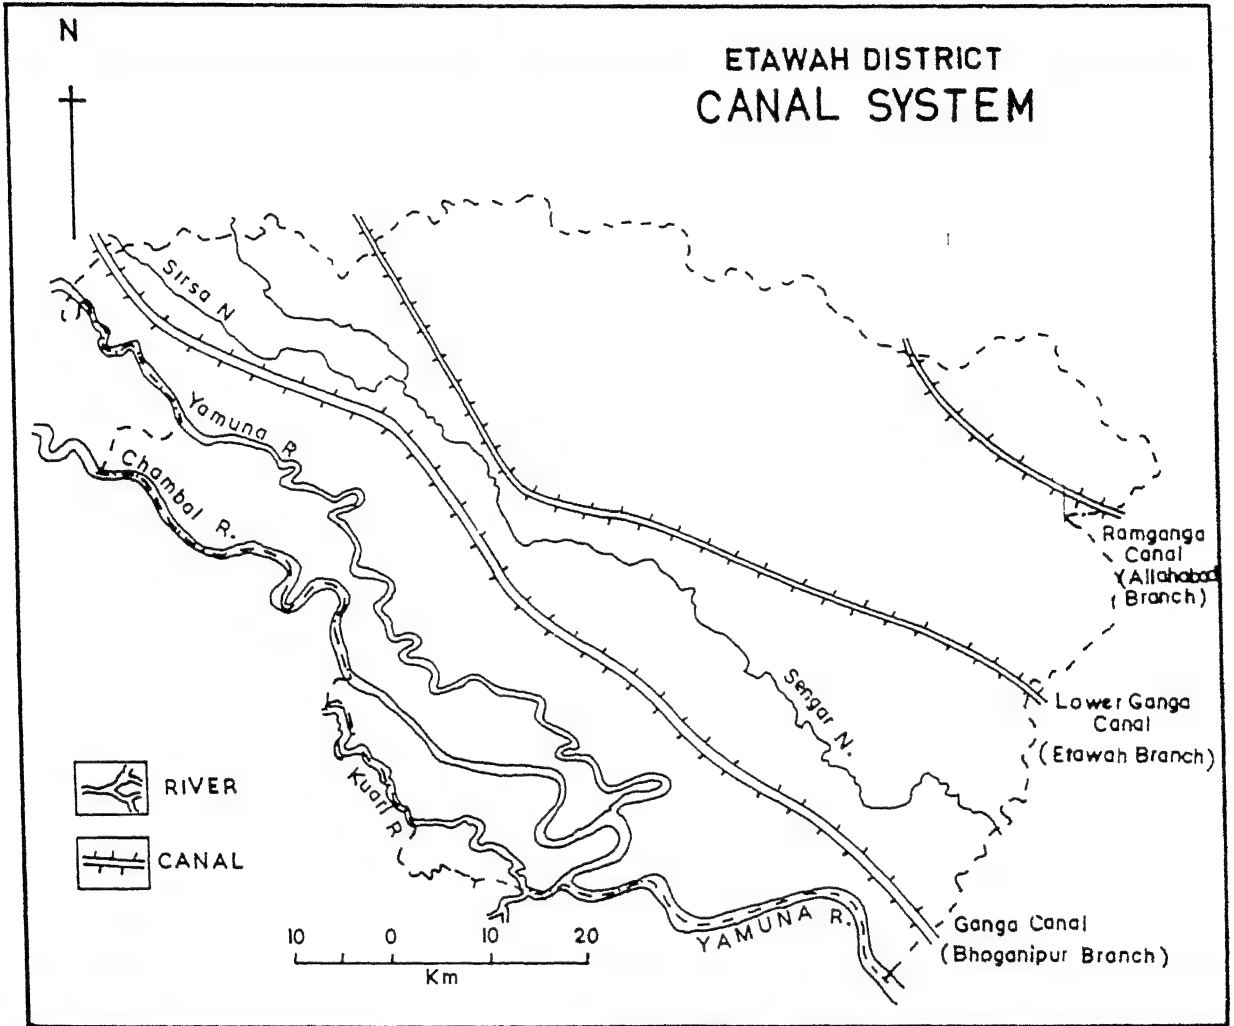 N
ETAWAH DISTRICT
CANAL SYSTEM
Sirsa N
Yamuna R
Chambal R.
Ramganga
Canal
(Allahabad
Branch)
Sengar N.
Lower Ganga
Canal
(Etawah Branch)
RIVER
Kuari R
CANAL
YAMUNA R.
Ganga Canal
(Bhoganipur Branch)
10 0 10 20
Km